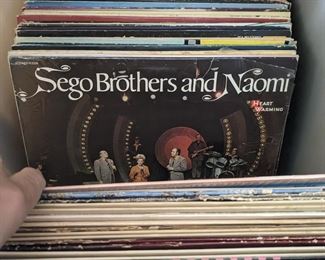 Sego Brothers and Naomi
HEART
WARMING